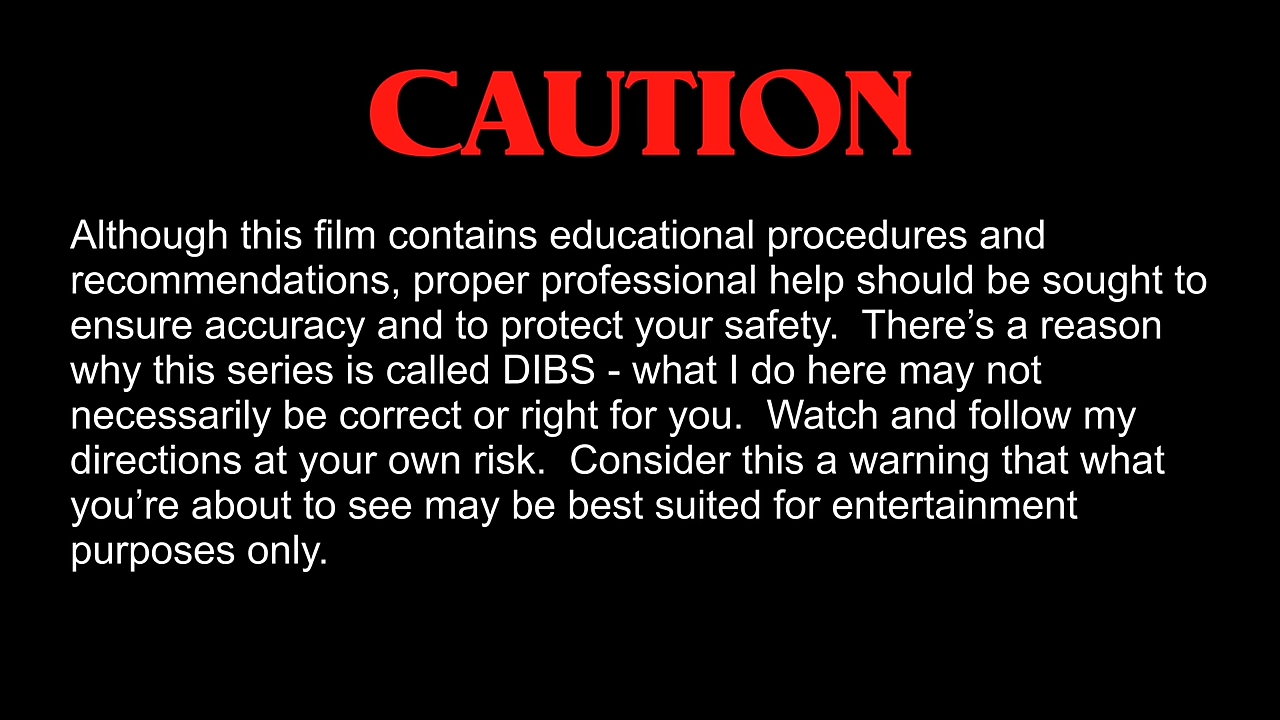 CAUTION
Although this film contains educational procedures and
recommendations, proper professional help should be sought to
ensure accuracy and to protect your safety.  There’s a reason
why this series is called DIBS - what I do here may not
necessarily be correct or right for you.  Watch and follow my
directions at your own risk.  Consider this a warning that what
you’re about to see may be best suited for entertainment
purposes only.